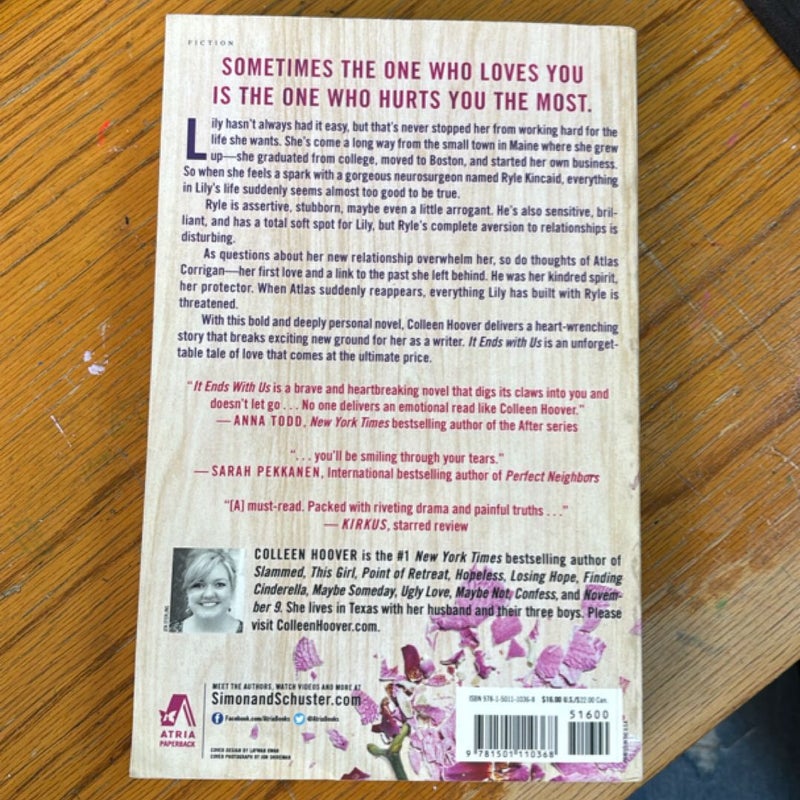 FICTION
SOMETIMES THE ONE WHO LOVES YOU
IS THE ONE WHO HURTS YOU THE MOST.
Lily hasn't always had it easy, but that's never stopped her from working hard for the
life she wants. She's come a long way from the small town in Maine where she grew
up—she graduated from college, moved to Boston, and started her own business.
So when she feels a spark with a gorgeous neurosurgeon named Ryle Kincaid, everything
in Lily's life suddenly seems almost too good to be true.
Ryle is assertive, stubborn, maybe even a little arrogant. He's also sensitive, bril-
liant, and has a total soft spot for Lily, but Ryle's complete aversion to relationships is
disturbing.
As questions about her new relationship overwhelm her, so do thoughts of Atlas
Corrigan—her first love and a link to the past she left behind. He was her kindred spirit,
her protector. When Atlas suddenly reappears, everything Lily has built with Ryle is
threatened.
With this bold and deeply personal novel, Colleen Hoover delivers a heart-wrenching
story that breaks exciting new ground for her as a writer. It Ends with Us is an unforget-
table tale of love that comes at the ultimate price.
"It Ends With Us is a brave and heartbreaking novel that digs its claws into you and
doesn't let go . . . No one delivers an emotional read like Colleen Hoover."
— ANNA TODD, New York Times bestselling author of the After series
". . . you'll be smiling through your tears."
— SARAH PEKKANEN, International bestselling author of Perfect Neighbors
"[A] must-read. Packed with riveting drama and painful truths . . ."
— KIRKUS, starred review
COLLEEN HOOVER is the #1 New York Times bestselling author of
Slammed, This Girl, Point of Retreat, Hopeless, Losing Hope, Finding
Cinderella, Maybe Someday, Ugly Love, Maybe Not, Confess, and Novem-
ber 9. She lives in Texas with her husband and their three boys. Please
visit ColleenHoover.com.
MEET THE AUTHORS, WATCH VIDEOS AND MORE AT
SimonandSchuster.com
Facebook.com/AtriaBooks @AtriaBooks
ATRIA
PAPERBACK
COVER DESIGN BY LAYWAN KWAN
COVER PHOTOGRAPH BY JON SHIREMAN
ISBN 978-1-5011-1036-8 $16.00 U.S./$22.00 Can.
51600
9 781501 110368